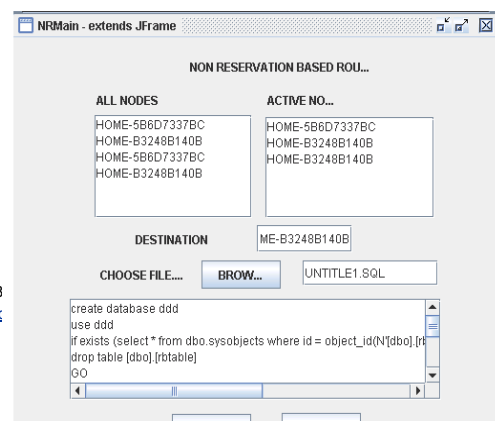 NRMain - extends JFrame
NON RESERVATION BASED ROU...
ALL NODES
ACTIVE NO...
HOME-5B6D7337BC
HOME-B3248B140B
HOME-5B6D7337BC
HOME-B3248B140B
HOME-5B6D7337BC
HOME-B3248B140B
HOME-B3248B140B
DESTINATION
ME-B3248B140B
CHOOSE FILE....
BROW...
UNTITLE1.SQL
create database ddd
use ddd
if exists (select * from dbo.sysobjects where id = object_id(N'[dbo].[rt
drop table [dbo].[rbtable]
GO